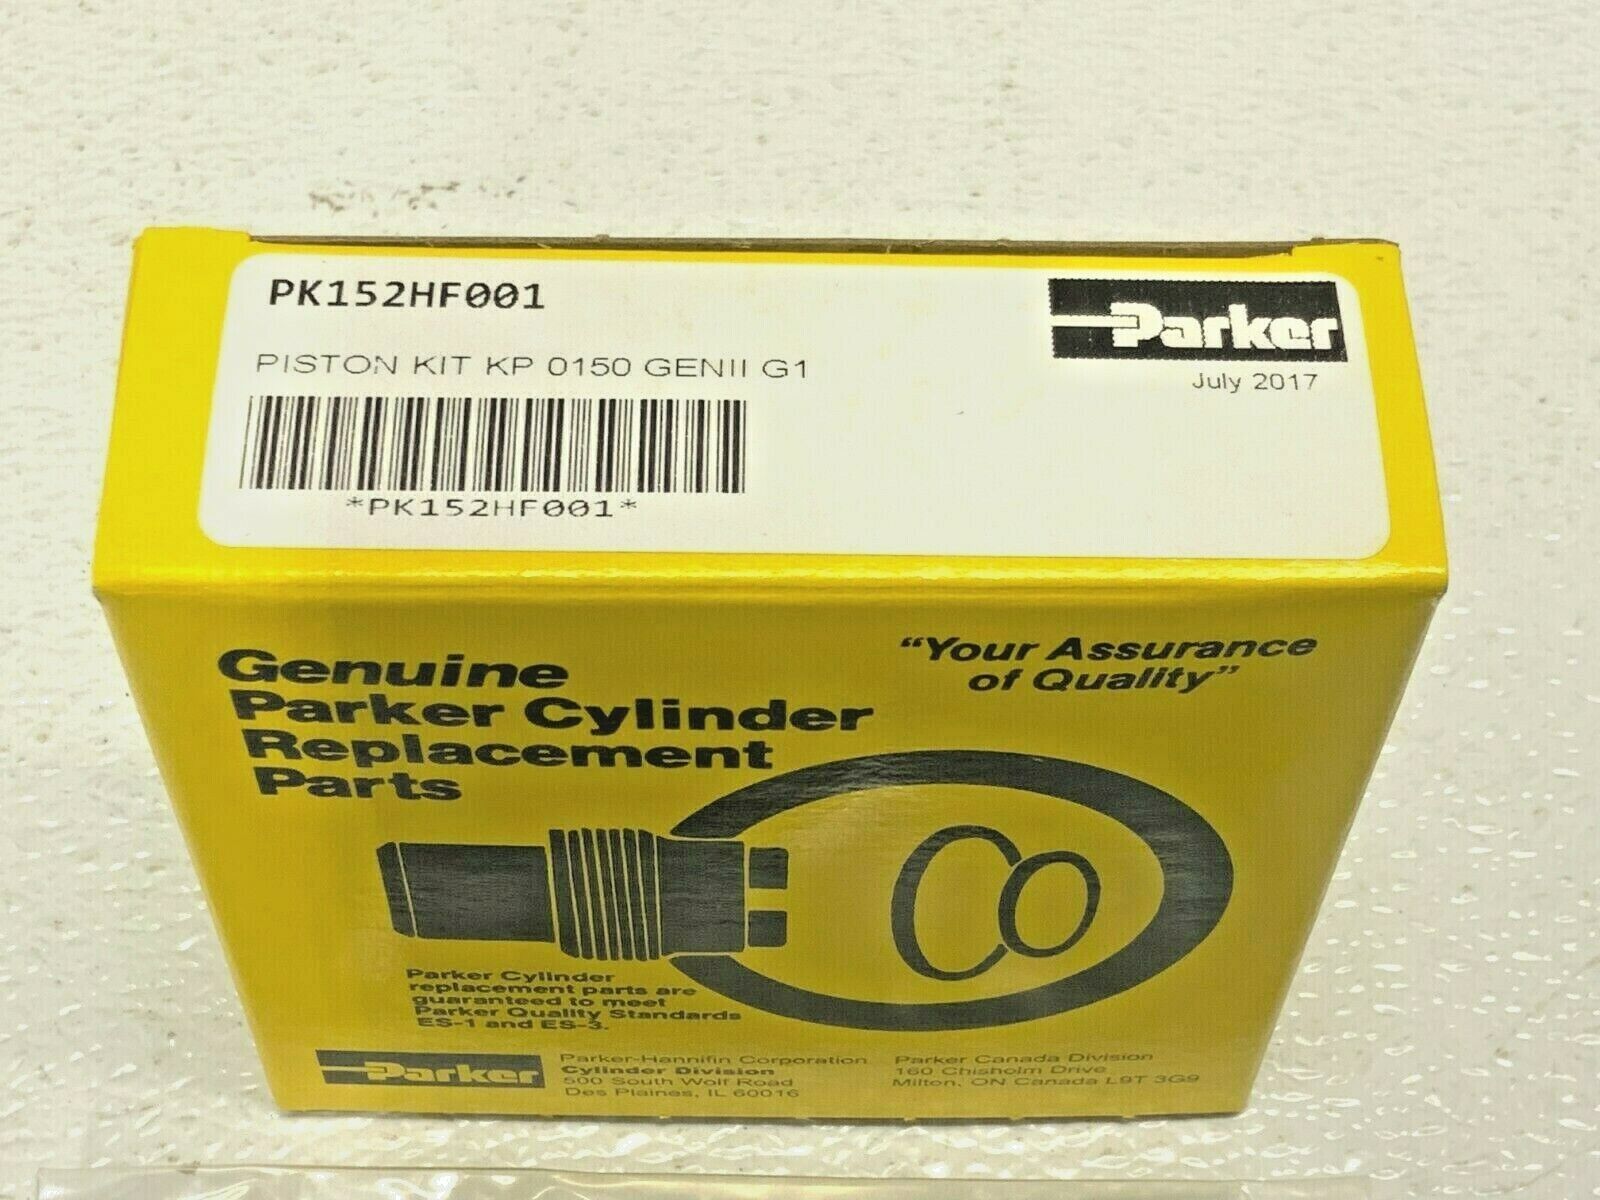 PK152HF001
Parker
PISTON KIT KP 0150 GENII G1
July 2017
*PK152HF001*
Genuine
Parker Cylinder
Replacement
Parts
"Your Assurance
of Quality"
Parker Cylinder
replacement parts are
guaranteed to meet
Parker Quality Standards
ES-1 and ES-3.
Parker
Parker-Hannifin Corporation
Cylinder Division
500 South Wolf Road
Des Plaines, IL 60016
Parker Canada Division
160 Chisholm Drive
Milton, ON Canada L9T 3G9